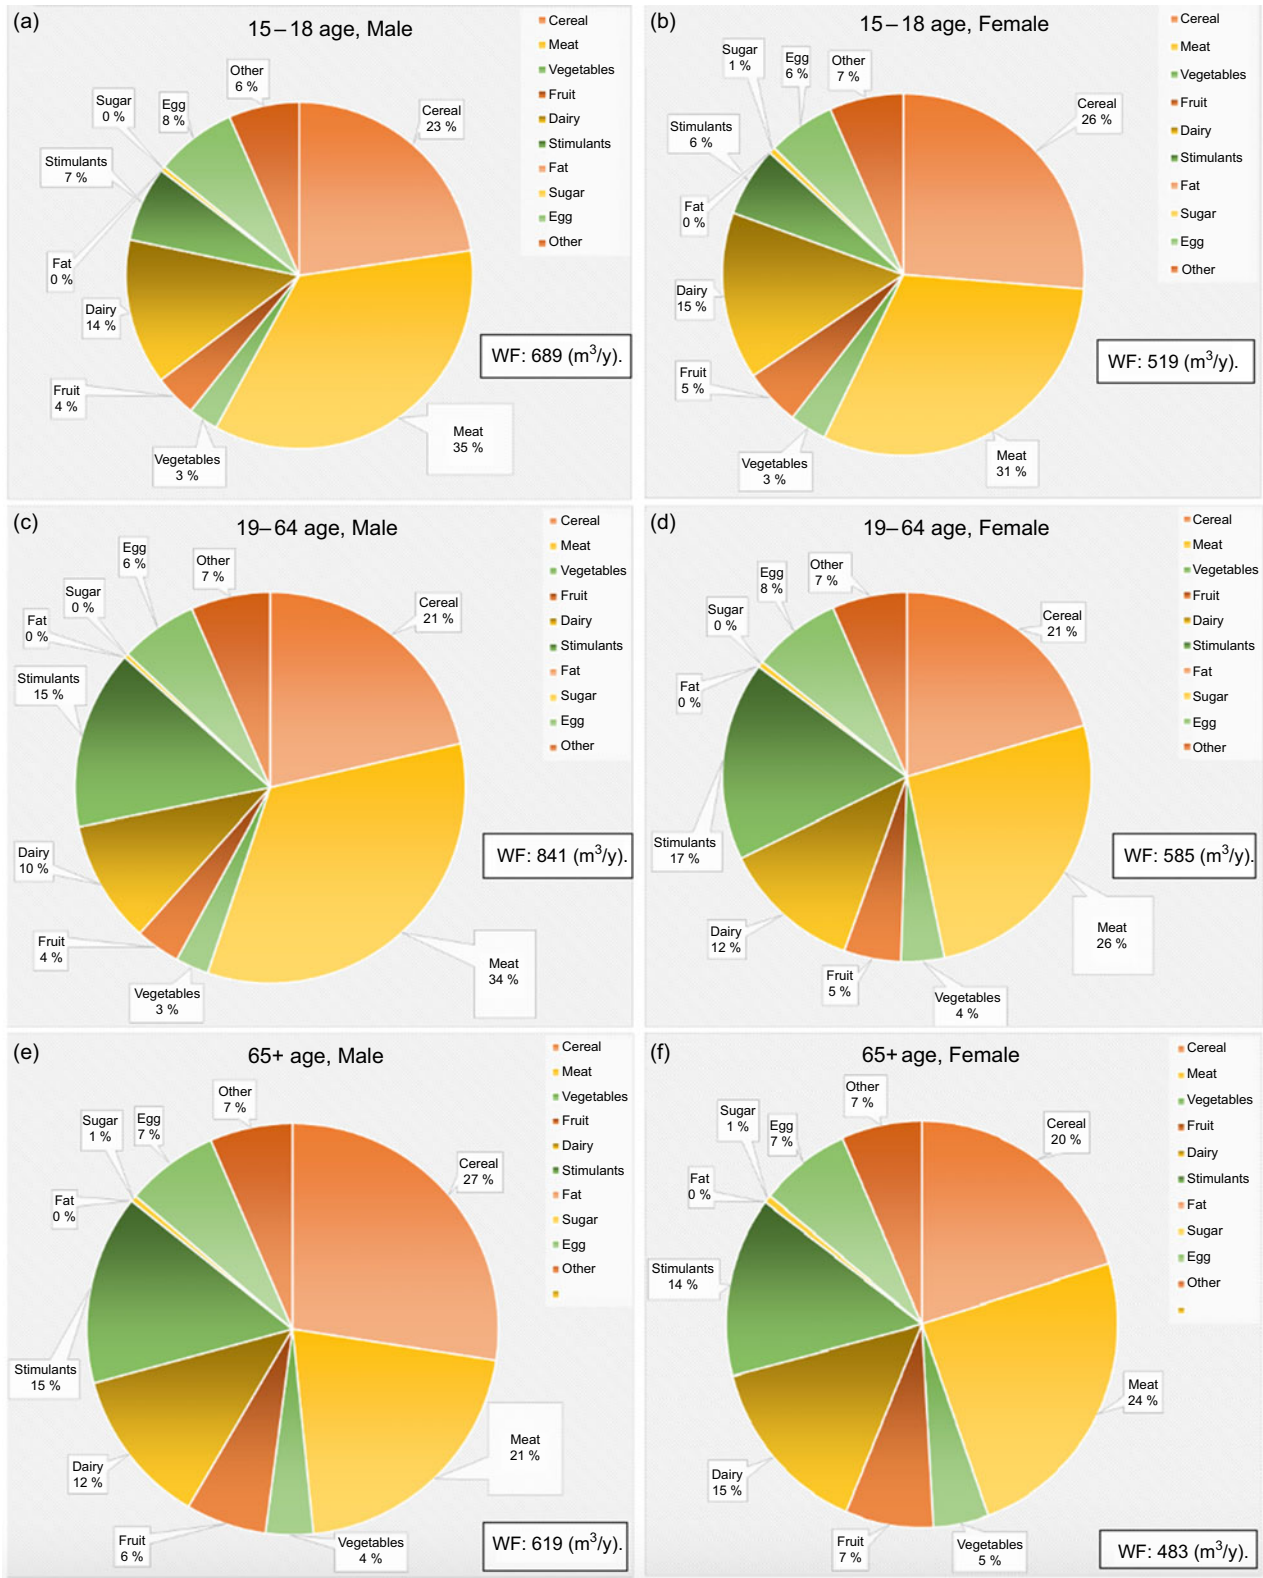 (a)
15–18 age, Male
Cereal
Meat
Vegetables
Fruit
Dairy
Stimulants
Fat
Sugar
Egg
Other
Other
6 %
Cereal
23 %
Sugar
0 %
Egg
8 %
Stimulants
7 %
Fat
0 %
Dairy
14 %
Fruit
4 %
Vegetables
3 %
Meat
35 %
WF: 689 (m³/y).
(b)
15–18 age, Female
Cereal
Meat
Vegetables
Fruit
Dairy
Stimulants
Fat
Sugar
Egg
Other
Sugar
1 %
Egg
6 %
Other
7 %
Cereal
26 %
Stimulants
6 %
Fat
0 %
Dairy
15 %
Fruit
5 %
Vegetables
3 %
Meat
31 %
WF: 519 (m³/y).
(c)
19–64 age, Male
Cereal
Meat
Vegetables
Fruit
Dairy
Stimulants
Fat
Sugar
Egg
Other
Egg
6 %
Other
7 %
Sugar
0 %
Cereal
21 %
Fat
0 %
Stimulants
15 %
Dairy
10 %
Fruit
4 %
Vegetables
3 %
Meat
34 %
WF: 841 (m³/y).
(d)
19–64 age, Female
Cereal
Meat
Vegetables
Fruit
Dairy
Stimulants
Fat
Sugar
Egg
Other
Egg
8 %
Other
7 %
Sugar
0 %
Cereal
21 %
Fat
0 %
Stimulants
17 %
Dairy
12 %
Fruit
5 %
Vegetables
4 %
Meat
26 %
WF: 585 (m³/y).
(e)
65+ age, Male
Cereal
Meat
Vegetables
Fruit
Dairy
Stimulants
Fat
Sugar
Egg
Other
Other
7 %
Sugar
1 %
Egg
7 %
Cereal
27 %
Fat
0 %
Stimulants
15 %
Dairy
12 %
Fruit
6 %
Vegetables
4 %
Meat
21 %
WF: 619 (m³/y).
(f)
65+ age, Female
Cereal
Meat
Vegetables
Fruit
Dairy
Stimulants
Fat
Sugar
Egg
Other
Other
7 %
Sugar
1 %
Egg
7 %
Cereal
20 %
Fat
0 %
Stimulants
14 %
Dairy
15 %
Fruit
7 %
Vegetables
5 %
Meat
24 %
WF: 483 (m³/y).